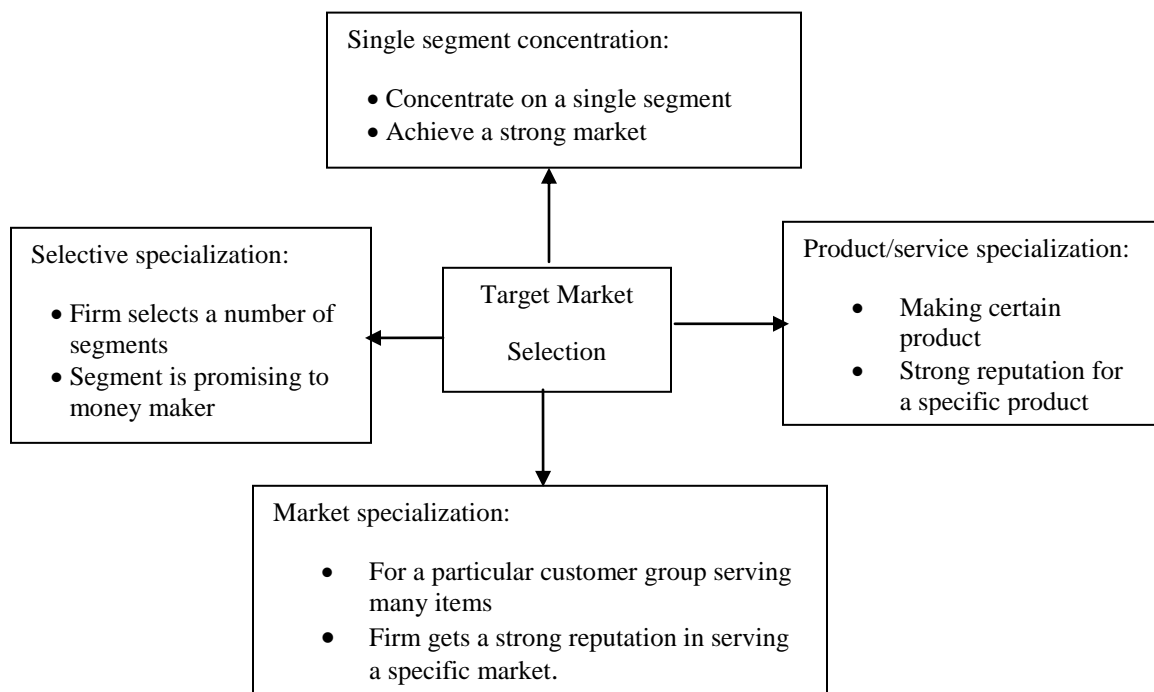 Single segment concentration:
• Concentrate on a single segment
• Achieve a strong market
Selective specialization:
• Firm selects a number of
segments
• Segment is promising to
money maker
Target Market
Selection
Product/service specialization:
• Making certain
product
• Strong reputation for
a specific product
Market specialization:
• For a particular customer group serving
many items
• Firm gets a strong reputation in serving
a specific market.